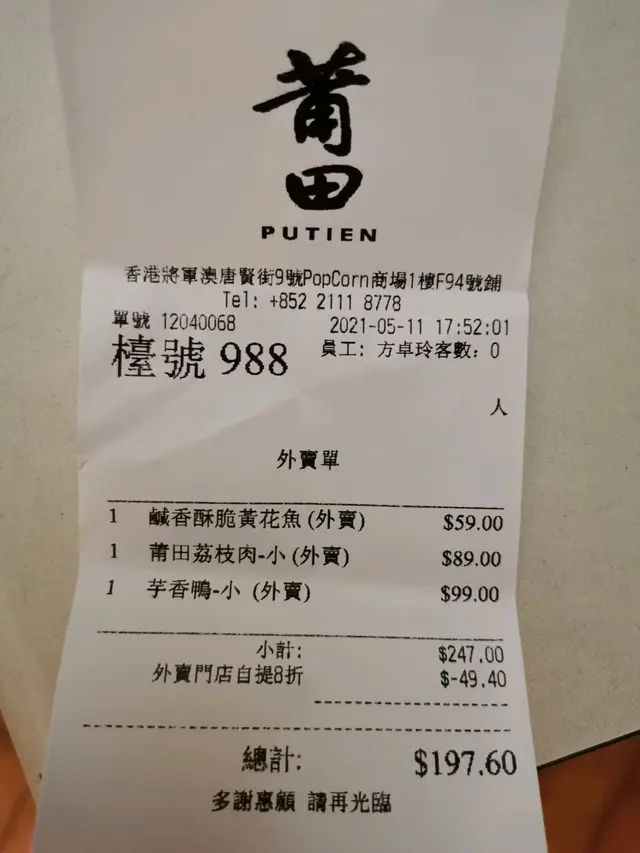 莆
田
PUTIEN
香港將軍澳唐賢街9號PopCorn商場1樓F94號鋪
Tel: +852 2111 8778
單號 12040068 2021-05-11 17:52:01
檯號 988 員工: 方卓玲客數: 0
人
外賣單
1 鹹香酥脆黃花魚 (外賣) $59.00
1 莆田荔枝肉-小 (外賣) $89.00
1 芋香鴨-小 (外賣) $99.00
小計: $247.00
外賣門店自提8折 $-49.40
總計: $197.60
多謝惠顧 請再光臨